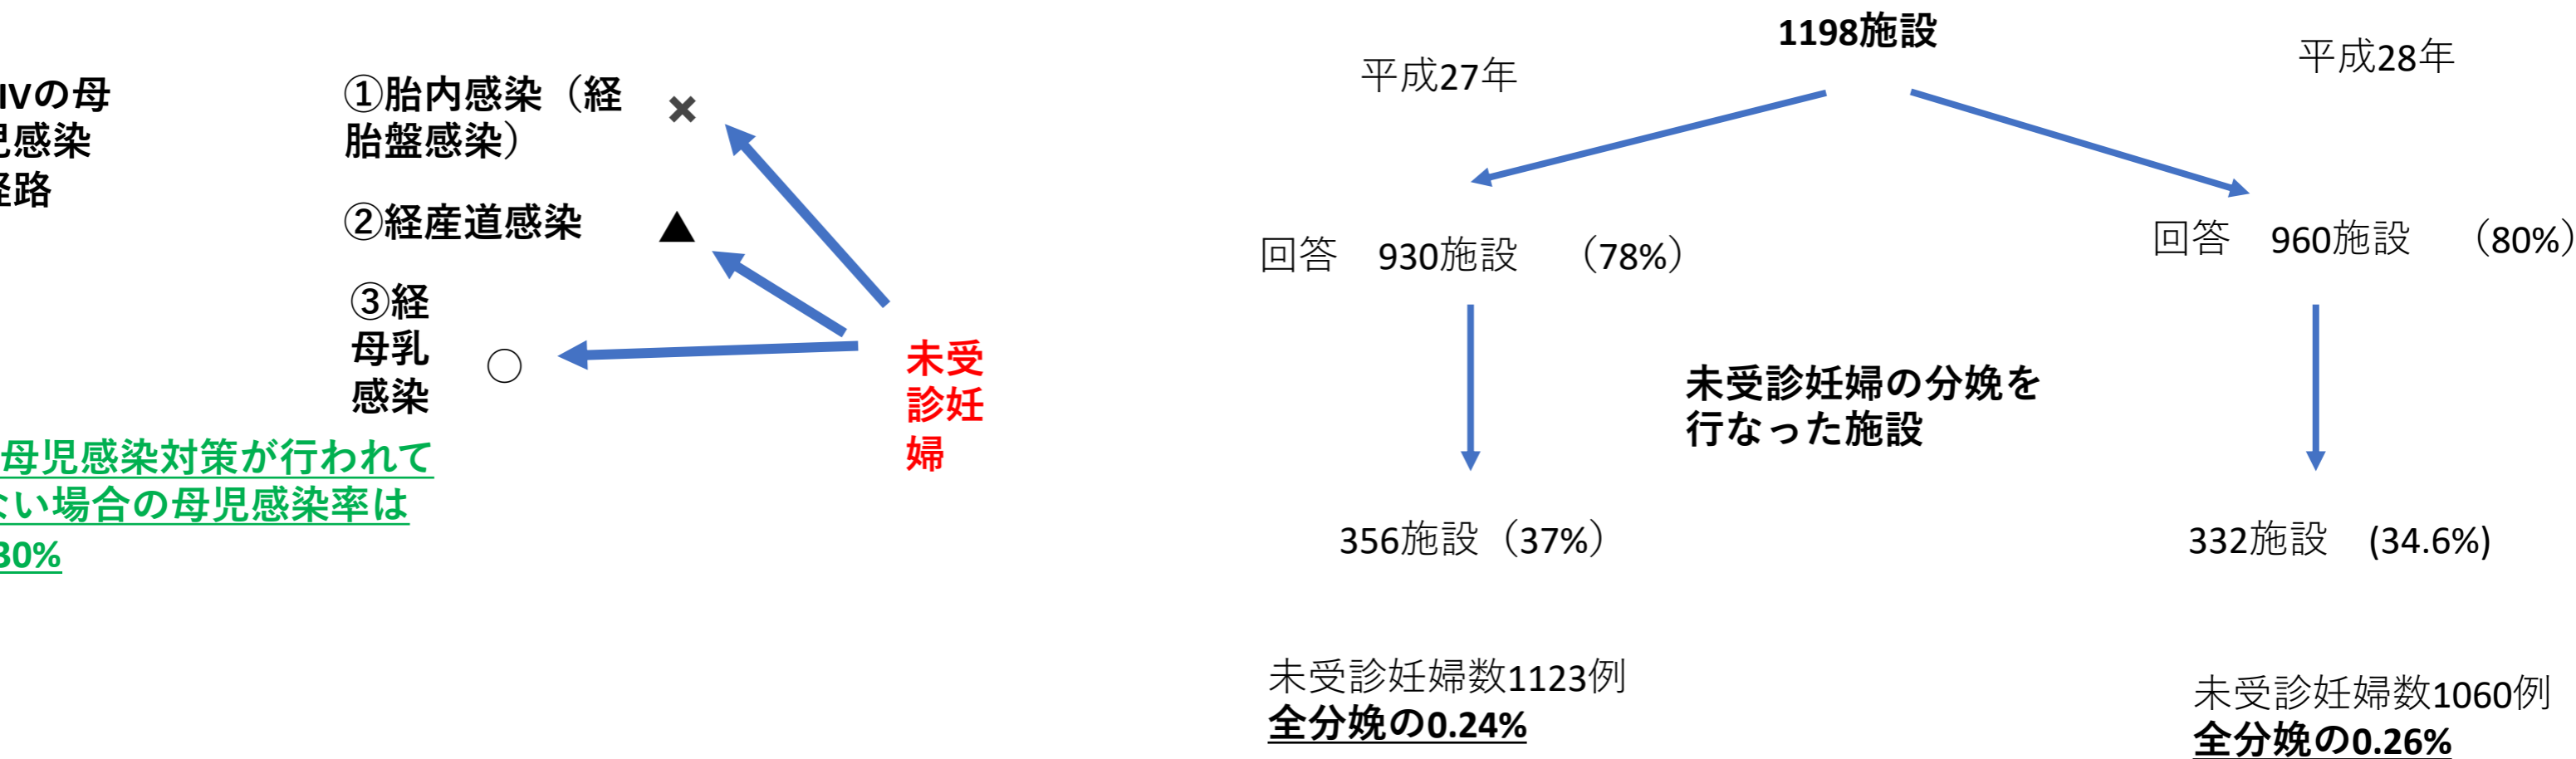 IVの母
児感染
経路
①胎内感染（経
胎盤感染）
②経産道感染 ▲
③経
母乳
感染 ○
未受
診妊
婦
母児感染対策が行われて
ない場合の母児感染率は
30%
1198施設
平成27年
平成28年
回答　930施設　（78%）
回答　960施設　（80%）
未受診妊婦の分娩を
行なった施設
356施設（37%）
332施設　(34.6%)
未受診妊婦数1123例
全分娩の0.24%
未受診妊婦数1060例
全分娩の0.26%